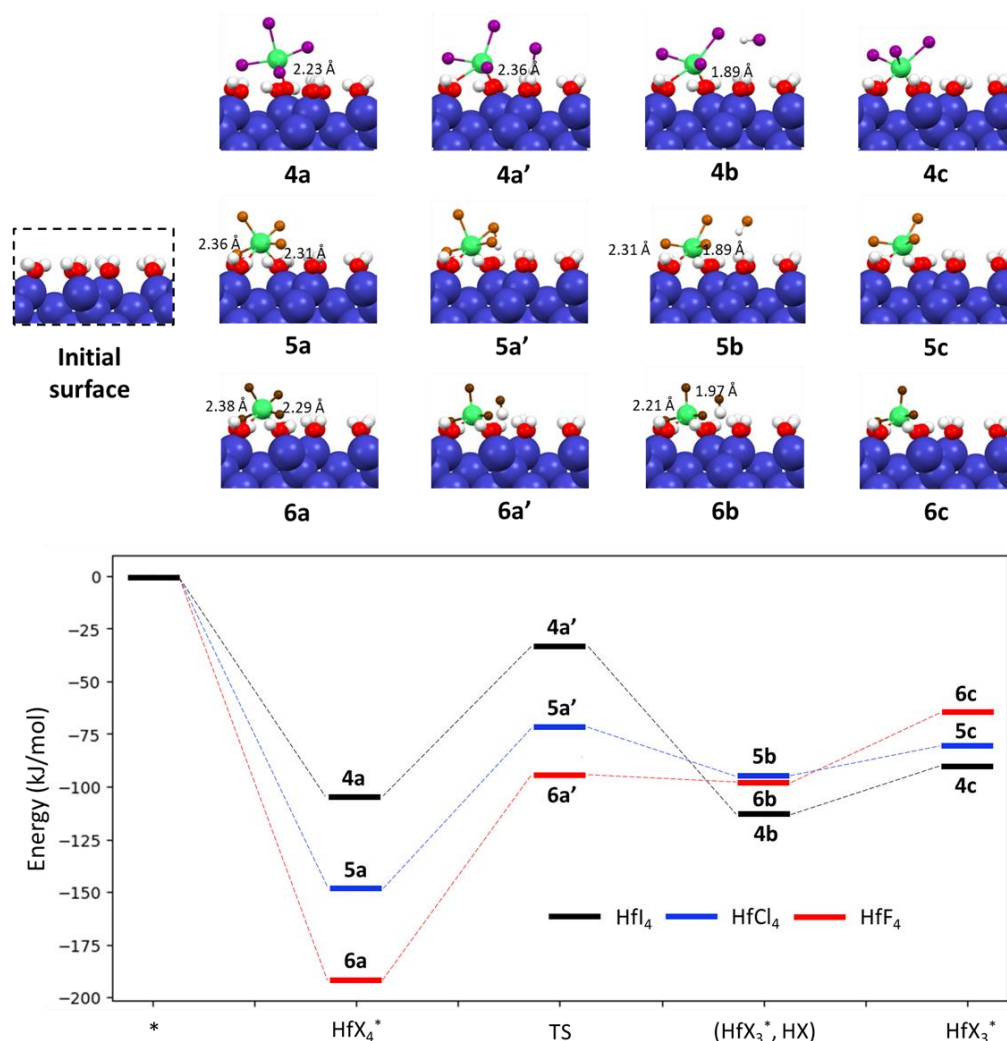 2.23 Å
2.36 Å
1.89 Å
4a
4a’
4b
4c
2.36 Å
2.31 Å
2.31 Å
1.89 Å
5a
5a’
5b
5c
Initial
surface
2.38 Å
2.29 Å
2.21 Å
1.97 Å
6a
6a’
6b
6c
Energy (kJ/mol)
0
−25
−50
−75
−100
−125
−150
−175
−200
4a’
5a’
6a’
4a
5a
6a
5b
6b
4b
6c
5c
4c
HfI₄
HfCl₄
HfF₄
*
HfX₄*
TS
(HfX₃*, HX)
HfX₃*